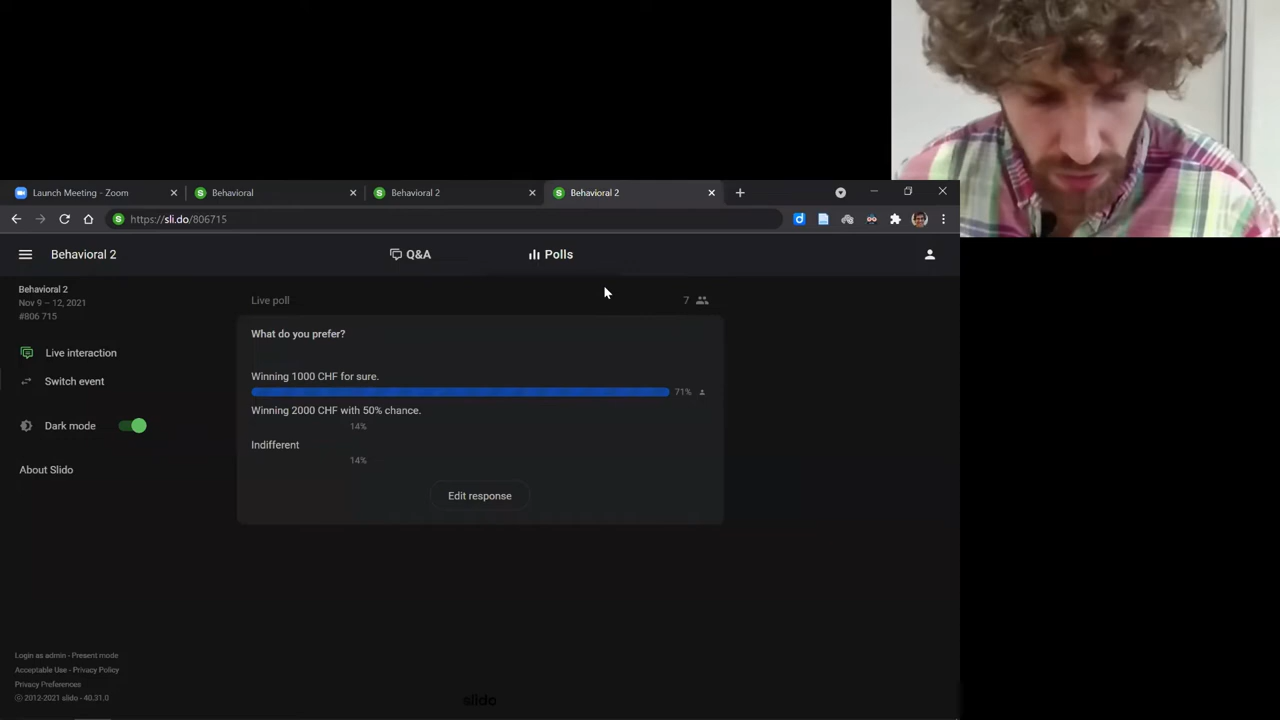 Launch Meeting - Zoom
Behavioral
Behavioral 2
Behavioral 2
https://sli.do/806715
Behavioral 2
Q&A
Polls
Behavioral 2
Nov 9 – 12, 2021
#806 715
Live interaction
Switch event
Dark mode
About Slido
Live poll
7
What do you prefer?
Winning 1000 CHF for sure.
71%
Winning 2000 CHF with 50% chance.
14%
Indifferent
14%
Edit response
Login as admin - Present mode
Acceptable Use - Privacy Policy
Privacy Preferences
© 2012-2021 slido - 40.31.0
slido